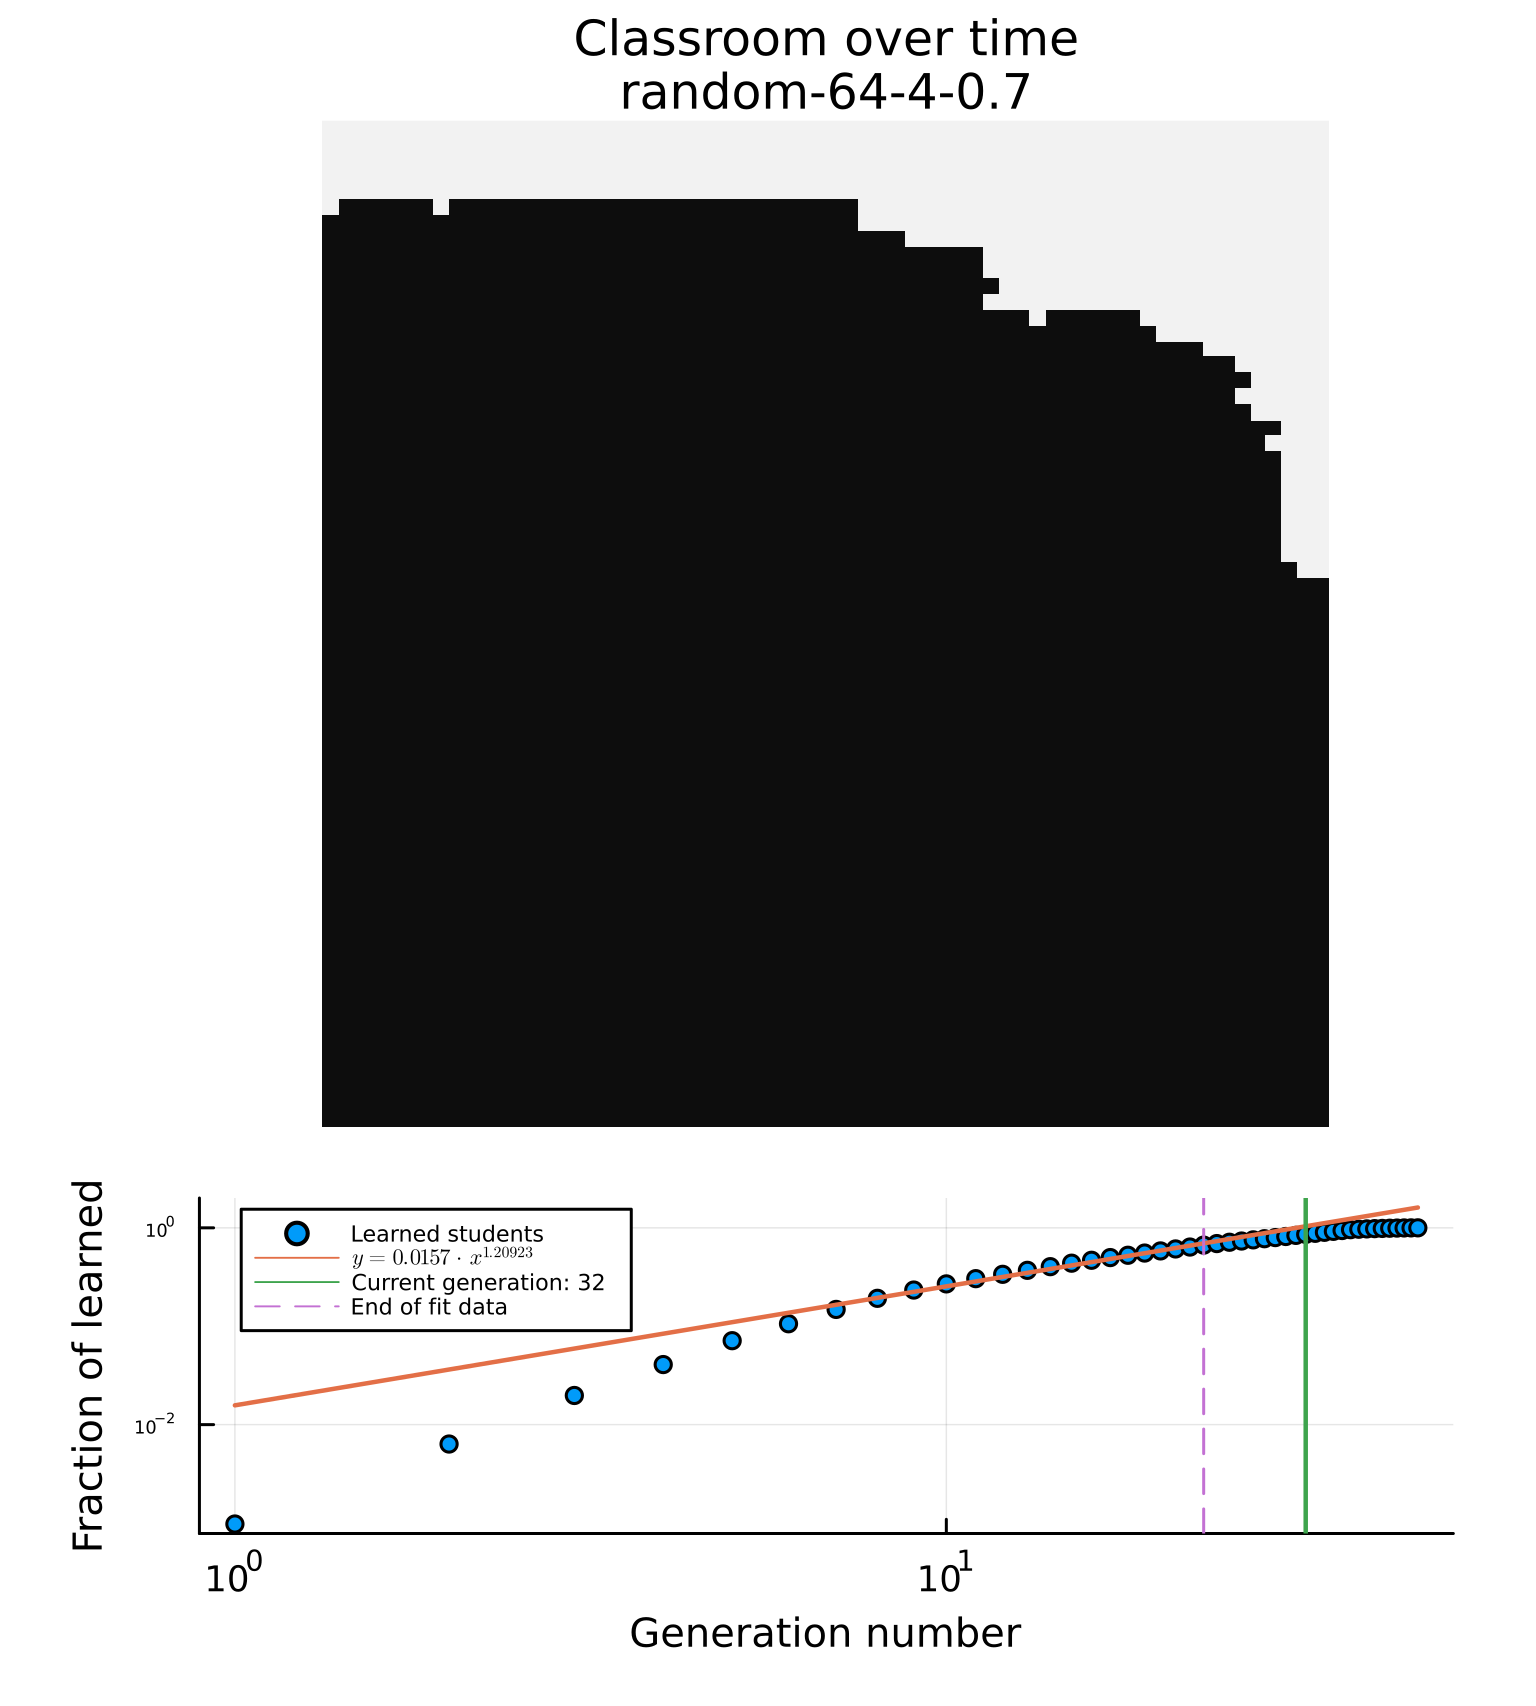 Classroom over time
random-64-4-0.7
Fraction of learned
10^0
10^-2
Learned students
y = 0.0157 · x^1.20923
Current generation: 32
End of fit data
10^0
10^1
Generation number